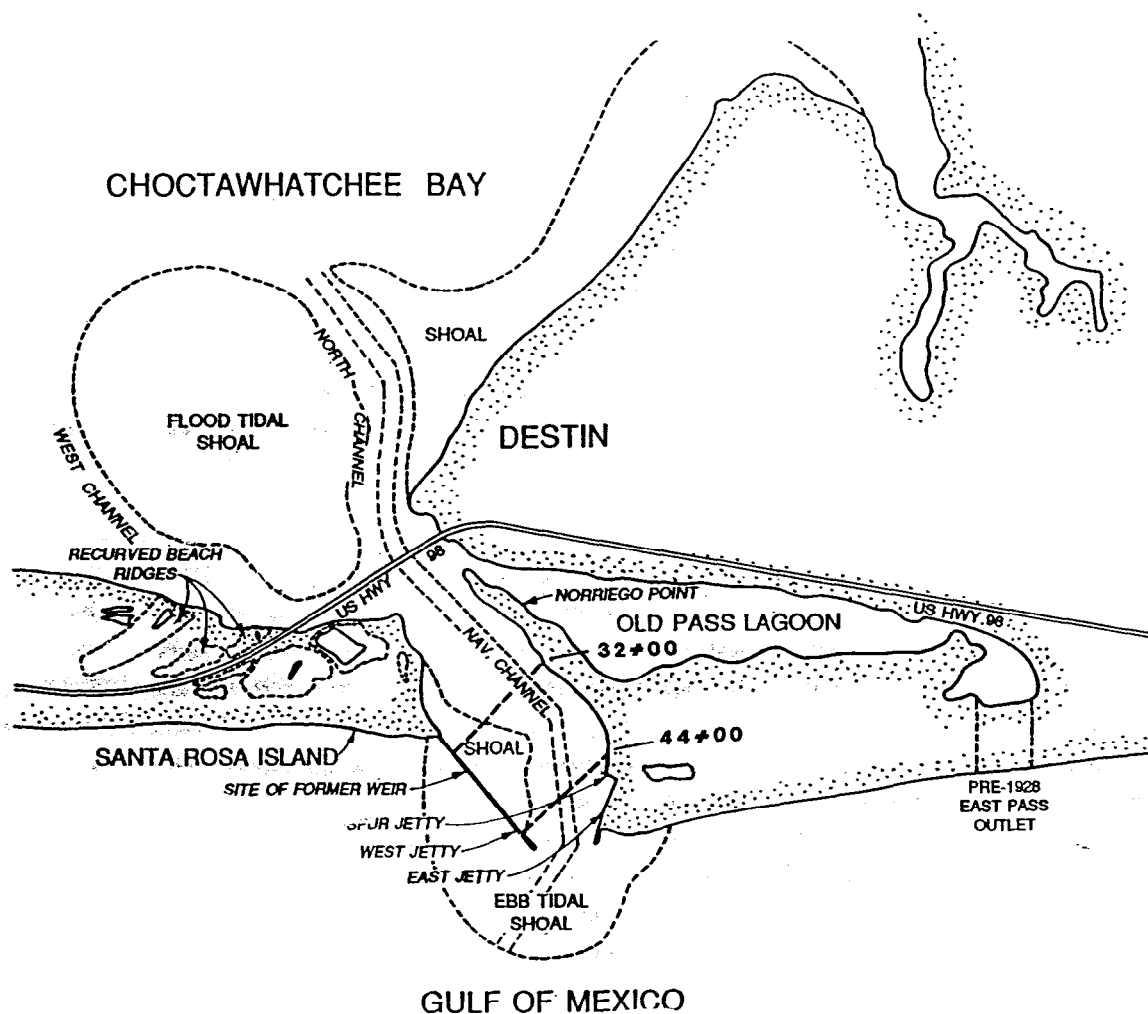 CHOCTAWHATCHEE BAY
SHOAL
NORTH
CHANNEL
FLOOD TIDAL
SHOAL
WEST CHANNEL
DESTIN
RECURVED BEACH
RIDGES
US HWY 98
NORRIEGO POINT
OLD PASS LAGOON
US HWY 98
32+00
NAV. CHANNEL
44+00
SHOAL
SANTA ROSA ISLAND
SITE OF FORMER WEIR
SPUR JETTY
WEST JETTY
EAST JETTY
PRE-1928
EAST PASS
OUTLET
EBB TIDAL
SHOAL
GULF OF MEXICO